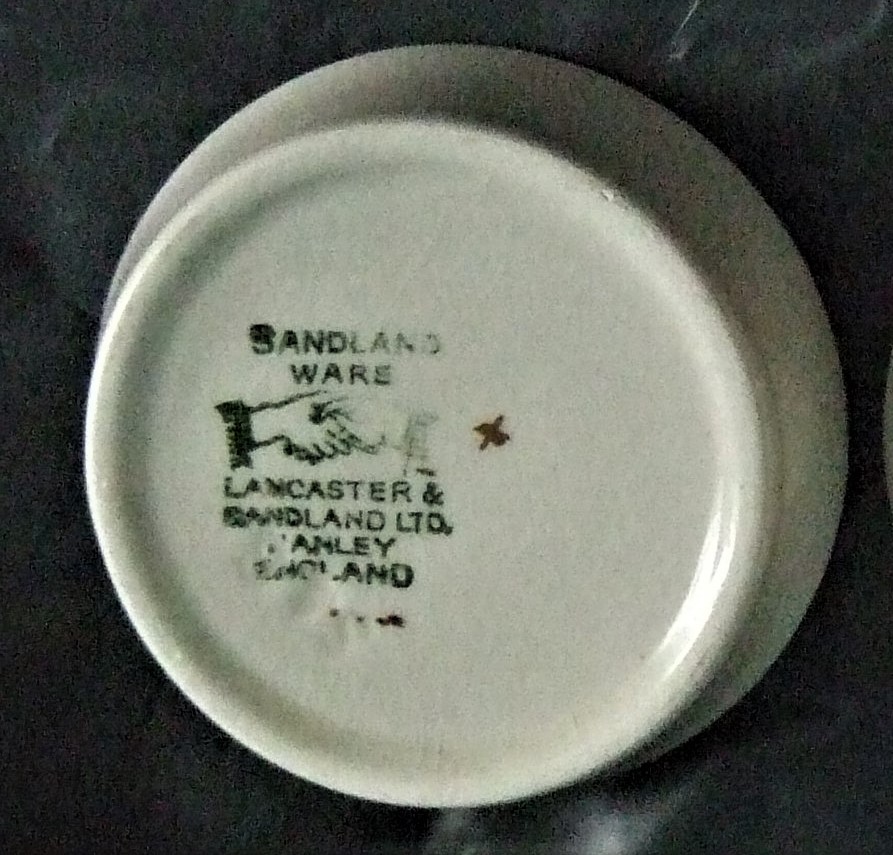 SANDLAND
WARE
LANCASTER &
SANDLAND LTD.
HANLEY
ENGLAND